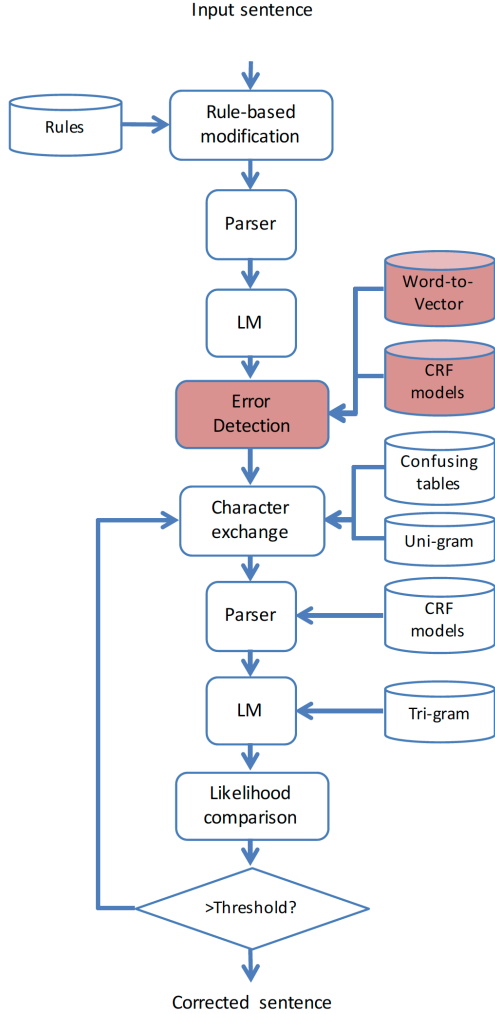 Input sentence
Rules
Rule-based
modification
Parser
LM
Word-to-
Vector
CRF
models
Error
Detection
Confusing
tables
Character
exchange
Uni-gram
Parser
CRF
models
LM
Tri-gram
Likelihood
comparison
>Threshold?
Corrected sentence